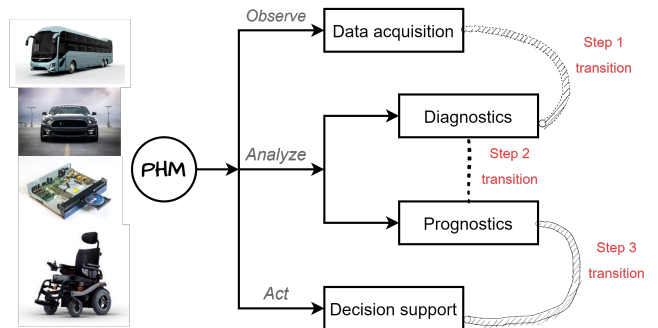 Observe
Data acquisition
Step 1
transition
Diagnostics
PHM
Analyze
Step 2
transition
Prognostics
Step 3
transition
Act
Decision support